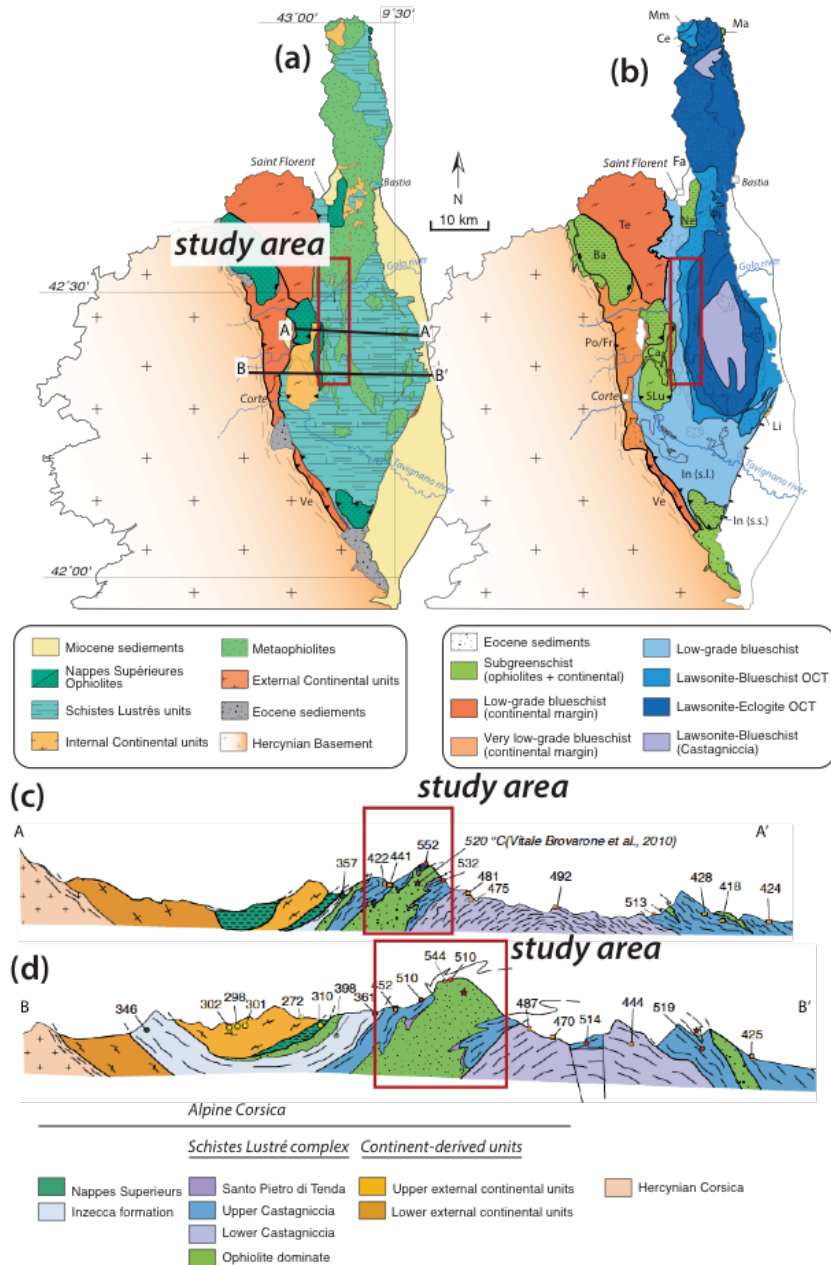 43°00'
9°30
(a)
Saint Florent
Bastia
N
10 km
study area
Golo river
42°30
A
A'
B
B'
Corte
Tavignano river
Ve
42°00
Mm
Ce
Ma
(b)
Saint Florent
Fa
Bastia
Ne
Pi
Te
Ba
Golo river
Po/Fr
Ca
SLu
Corte
Li
In (s.l.)
Tavignano river
Ve
In (s.s.)
Miocene sediements
Nappes Supérieures
Ophiolites
Schistes Lustrés units
Internal Continental units
Metaophiolites
External Continental units
Eocene sediements
Hercynian Basement
Eocene sediments
Subgreenschist
(ophiolites + continental)
Low-grade blueschist
(continental margin)
Very low-grade blueschist
(continental margin)
Low-grade blueschist
Lawsonite-Blueschist OCT
Lawsonite-Eclogite OCT
Lawsonite-Blueschist
(Castagniccia)
(c)
study area
A
A'
357
422
441
552
520 °C(Vitale Brovarone et al., 2010)
532
481
475
492
513
428
418
424
(d)
study area
B
B'
346
302
298
301
272
310
398
361
452
510
544
510
487
470
514
444
519
425
Alpine Corsica
Schistes Lustré complex
Continent-derived units
Nappes Superieurs
Inzecca formation
Santo Pietro di Tenda
Upper Castagniccia
Lower Castagniccia
Ophiolite dominate
Upper external continental units
Lower external continental units
Hercynian Corsica